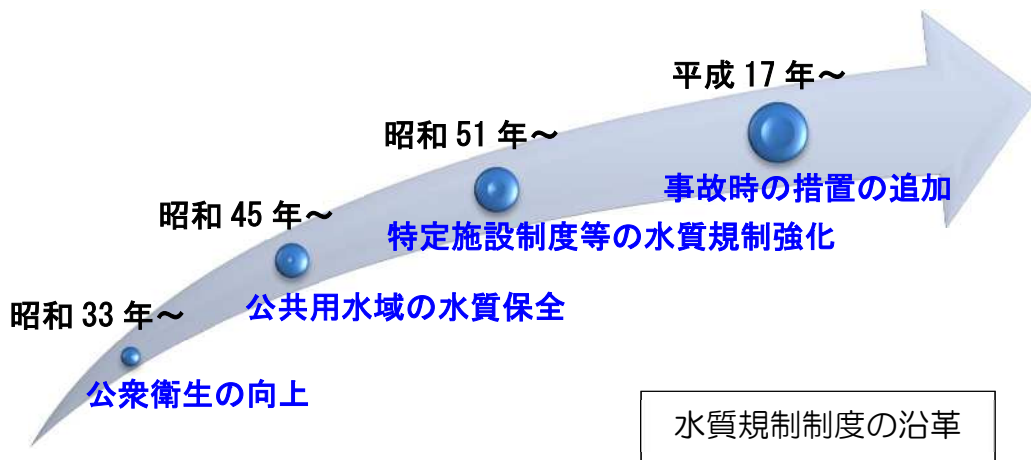 昭和 33 年～
公衆衛生の向上
昭和 45 年～
公共用水域の水質保全
昭和 51 年～
特定施設制度等の水質規制強化
平成 17 年～
事故時の措置の追加
水質規制制度の沿革